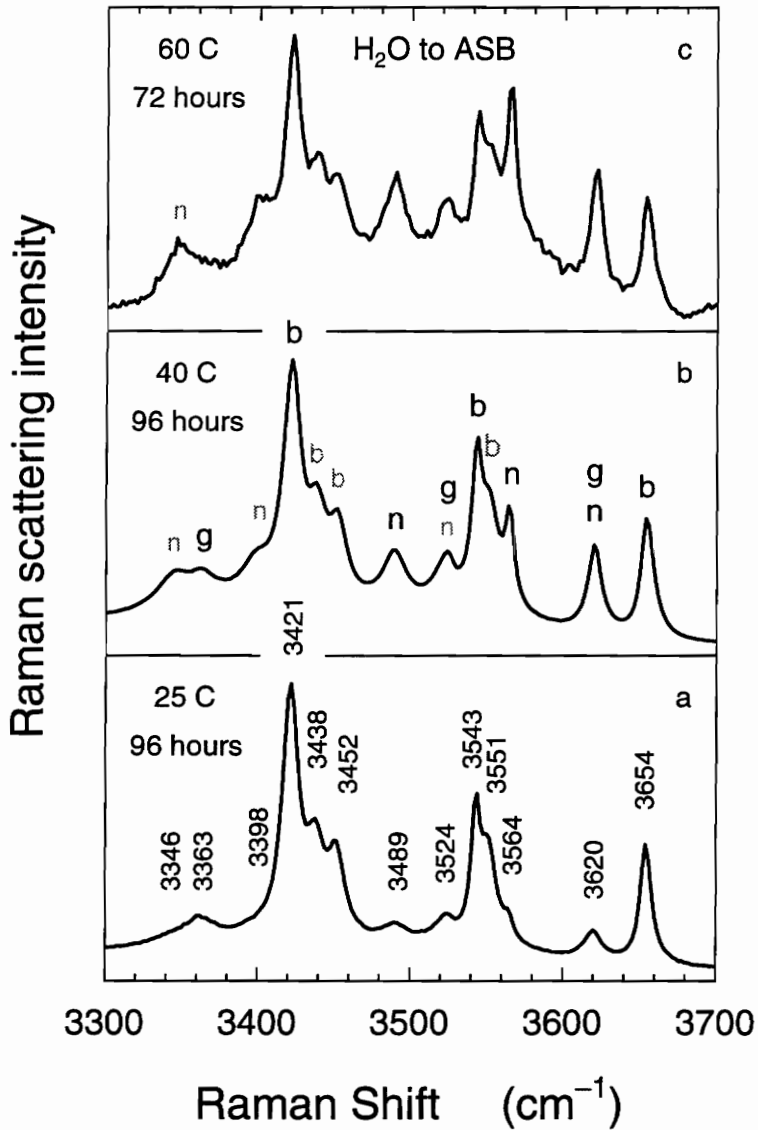 60 C H₂O to ASB c
72 hours
n
Raman scattering intensity
b
40 C b
96 hours
b b
b b n g b
n g n n g n n
3421
25 C a
96 hours
3346 3363 3398 3438 3452 3489 3524 3543 3551 3564 3620 3654
3300 3400 3500 3600 3700
Raman Shift (cm⁻¹)